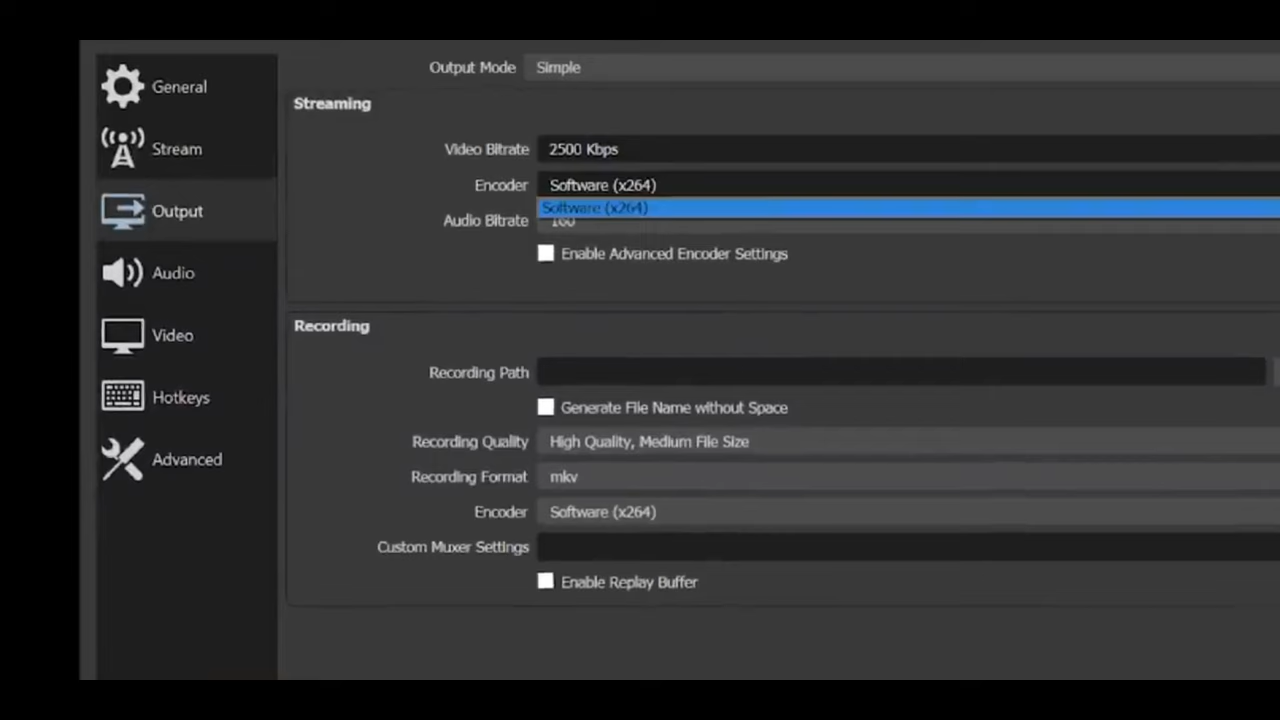 Output Mode Simple
General
Streaming
Stream
Video Bitrate 2500 Kbps
Encoder Software (x264)
Software (x264)
Output
Audio Bitrate 160
Enable Advanced Encoder Settings
Audio
Recording
Video
Recording Path
Hotkeys
Generate File Name without Space
Recording Quality High Quality, Medium File Size
Advanced
Recording Format mkv
Encoder Software (x264)
Custom Muxer Settings
Enable Replay Buffer